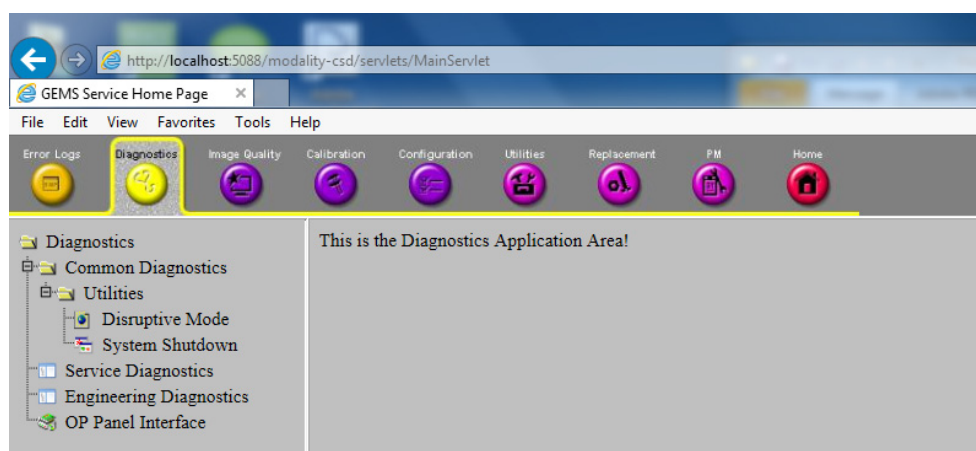 http://localhost:5088/modality-csd/servlets/MainServlet
GEMS Service Home Page
File Edit View Favorites Tools Help
Error Logs Diagnostics Image Quality Calibration Configuration Utilities Replacement PM Home
Diagnostics
Common Diagnostics
Utilities
Disruptive Mode
System Shutdown
Service Diagnostics
Engineering Diagnostics
OP Panel Interface
This is the Diagnostics Application Area!